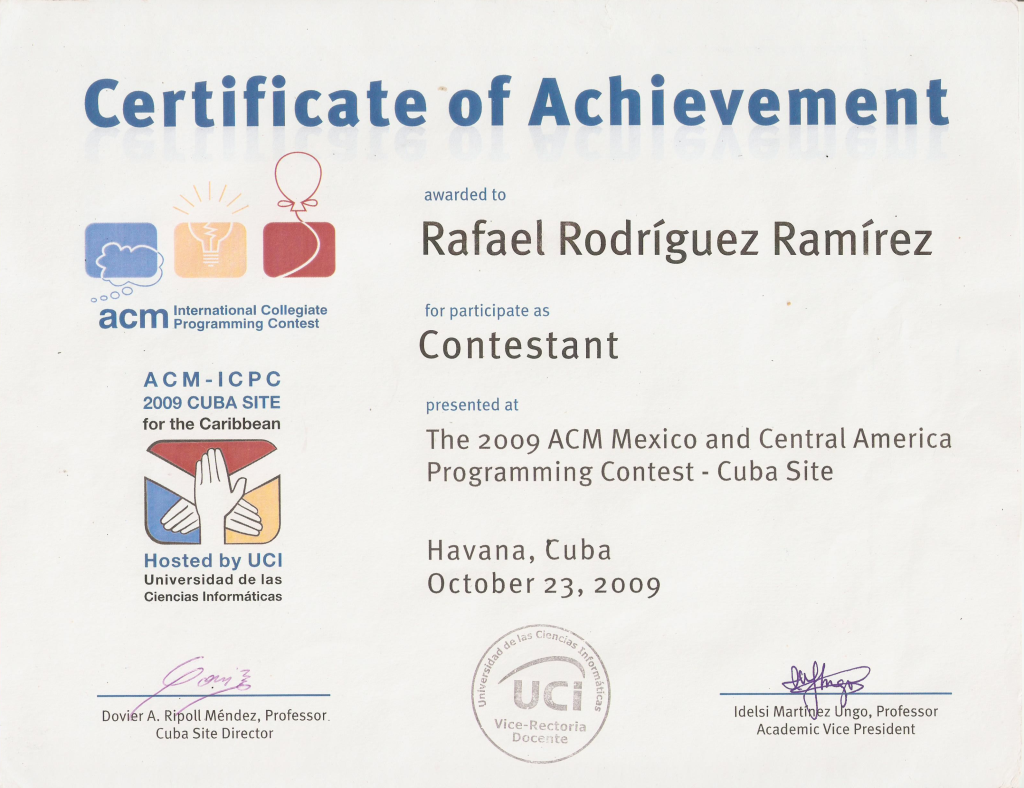 Certificate of Achievement
awarded to
Rafael Rodríguez Ramírez
for participate as
Contestant
presented at
The 2009 ACM Mexico and Central America
Programming Contest - Cuba Site
Havana, Cuba
October 23, 2009
acm International Collegiate
Programming Contest
ACM-ICPC
2009 CUBA SITE
for the Caribbean
Hosted by UCI
Universidad de las
Ciencias Informáticas
Dovier A. Ripoll Méndez, Professor
Cuba Site Director
Universidad de las Ciencias Informáticas
UCi
Vice-Rectoria
Docente
Idelsi Martínez Ungo, Professor
Academic Vice President